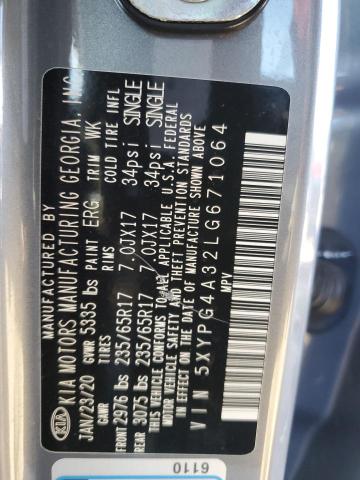 MANUFACTURED BY
KIA KIA MOTORS MANUFACTURING GEORGIA, INC.
JAN/23/20 GVWR 5335 lbs PAINT ERG TRIM WK
GAWR TIRES RIMS COLD TIRE INFL
FRONT 2976 lbs 235/65R17 7.0JX17 34psi SINGLE
REAR 3075 lbs 235/65R17 7.0JX17 34psi SINGLE
THIS VEHICLE CONFORMS TO ALL APPLICABLE U.S.A. FEDERAL
MOTOR VEHICLE SAFETY, BUMPER, AND THEFT PREVENTION STANDARDS
IN EFFECT ON THE DATE OF MANUFACTURE SHOWN ABOVE.
VIN 5XYPG4A32LG671064
MPV
6110